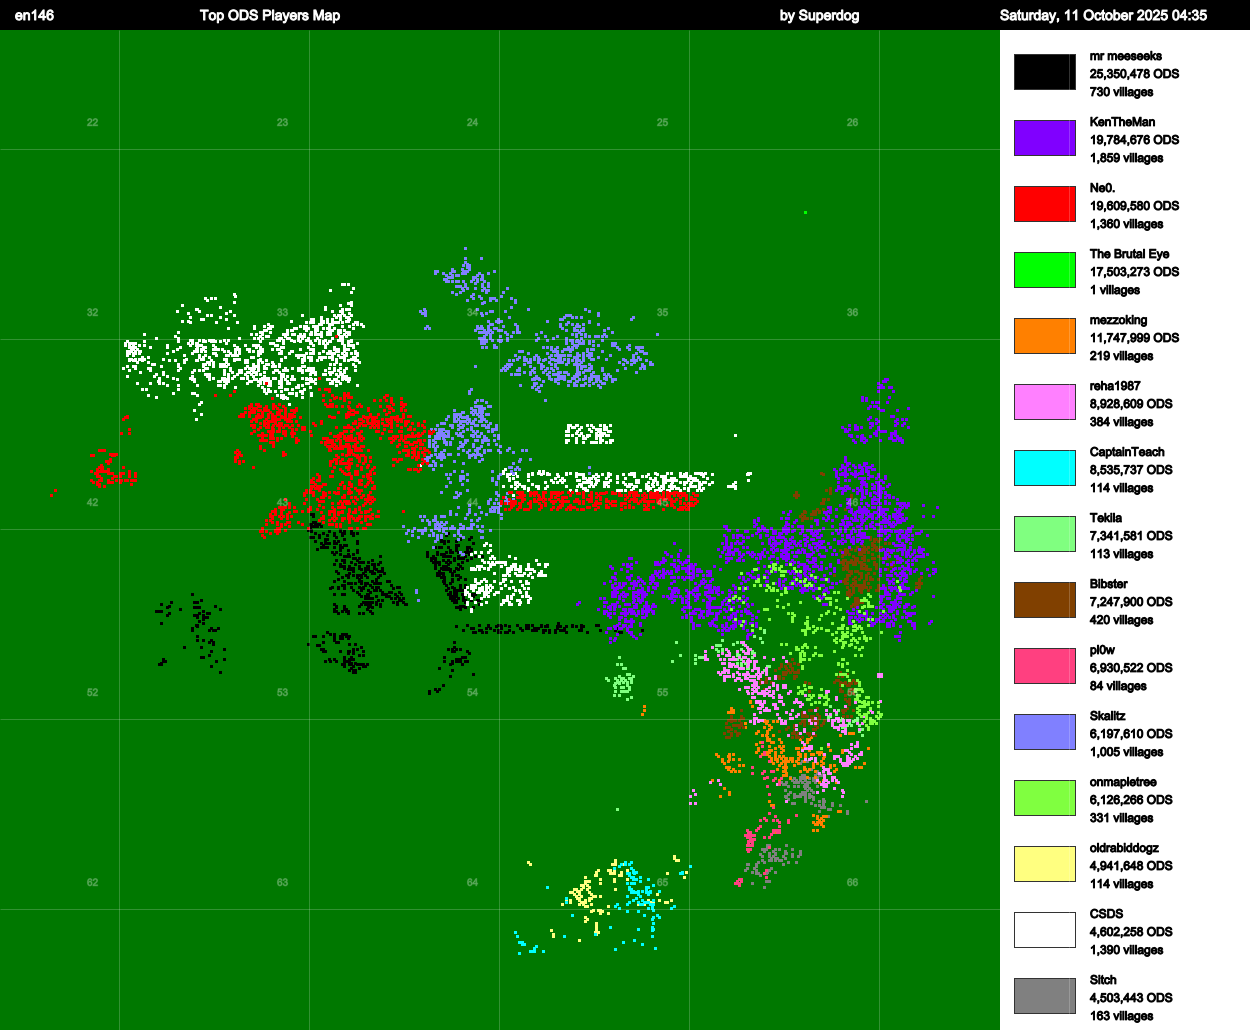 en146 Top ODS Players Map by Superdog Saturday, 11 October 2025 04:35
22 23 24 25 26
32 33 34 35 36
42 43 45 46
52 53 54 55
62 63 64 65 66
mr meeseeks
25,350,478 ODS
730 villages
KenTheMan
19,784,676 ODS
1,859 villages
Ne0.
19,609,580 ODS
1,360 villages
The Brutal Eye
17,503,273 ODS
1 villages
mezzoking
11,747,999 ODS
219 villages
reha1987
8,928,609 ODS
384 villages
CaptainTeach
8,535,737 ODS
114 villages
Tekila
7,341,581 ODS
113 villages
Bibster
7,247,900 ODS
420 villages
pl0w
6,930,522 ODS
84 villages
Skalitz
6,197,610 ODS
1,005 villages
onmapletree
6,126,266 ODS
331 villages
oldrabiddogz
4,941,648 ODS
114 villages
CSDS
4,602,258 ODS
1,390 villages
Sitch
4,503,443 ODS
163 villages